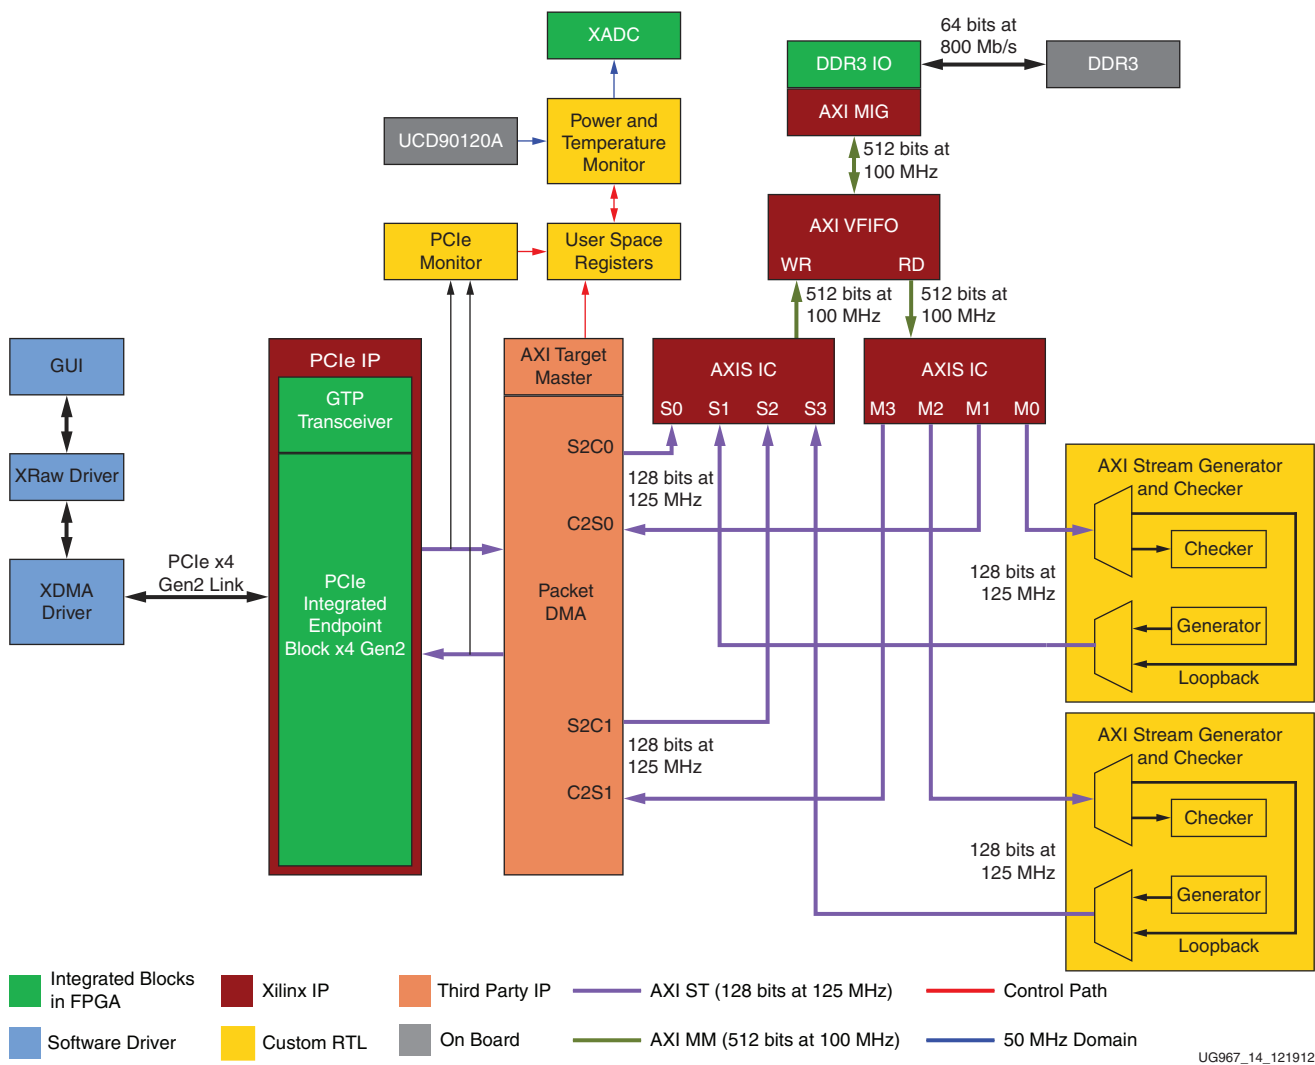 XADC
64 bits at
800 Mb/s
DDR3 IO
DDR3
AXI MIG
UCD90120A
Power and
Temperature
Monitor
512 bits at
100 MHz
PCIe
Monitor
User Space
Registers
AXI VFIFO
WR
RD
512 bits at
100 MHz
512 bits at
100 MHz
GUI
XRaw Driver
XDMA
Driver
PCIe x4
Gen2 Link
PCIe IP
GTP
Transceiver
PCIe
Integrated
Endpoint
Block x4 Gen2
AXI Target
Master
S2C0
C2S0
Packet
DMA
S2C1
C2S1
AXIS IC
S0
S1
S2
S3
AXIS IC
M3
M2
M1
M0
128 bits at
125 MHz
128 bits at
125 MHz
128 bits at
125 MHz
128 bits at
125 MHz
AXI Stream Generator
and Checker
Checker
Generator
Loopback
AXI Stream Generator
and Checker
Checker
Generator
Loopback
Integrated Blocks
in FPGA
Xilinx IP
Third Party IP
AXI ST (128 bits at 125 MHz)
Control Path
Software Driver
Custom RTL
On Board
AXI MM (512 bits at 100 MHz)
50 MHz Domain
UG967_14_121912